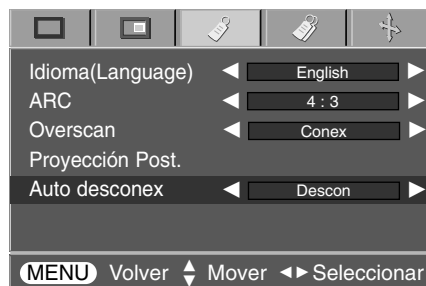 Idioma(Language) English
ARC 4 : 3
Overscan Conex
Proyección Post.
Auto desconex Descon
MENU Volver Mover Seleccionar